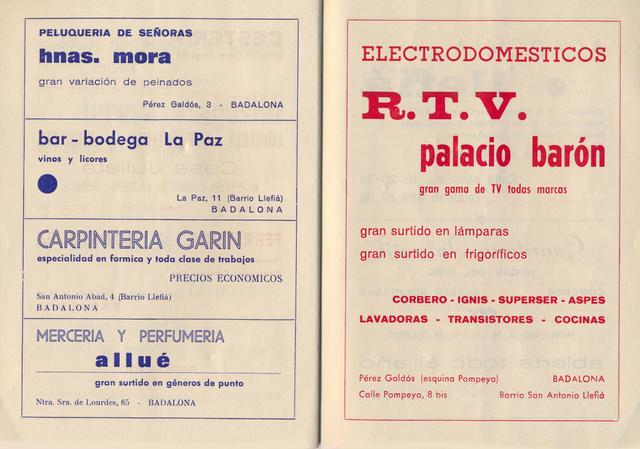 PELUQUERIA DE SEÑORAS
hnas. mora
gran variación de peinados
Pérez Galdós, 3 - BADALONA
bar-bodega La Paz
vinos y licores
La Paz, 11 (Barrio Llefiá)
BADALONA
CARPINTERIA GARIN
especialidad en formica y toda clase de trabajos
PRECIOS ECONOMICOS
San Antonio Abad, 4 (Barrio Llefiá)
BADALONA
MERCERIA Y PERFUMERIA
allué
gran surtido en géneros de punto
Ntra. Sra. de Lourdes, 65 - BADALONA
ELECTRODOMESTICOS
R.T.V.
palacio barón
gran gama de TV todas marcas
gran surtido en lámparas
gran surtido en frigoríficos
CORBERO - IGNIS - SUPERSER - ASPES
LAVADORAS - TRANSISTORES - COCINAS
Pérez Galdós (esquina Pompeya) BADALONA
Calle Pompeya, 8 bis Barrio San Antonio Llefiá